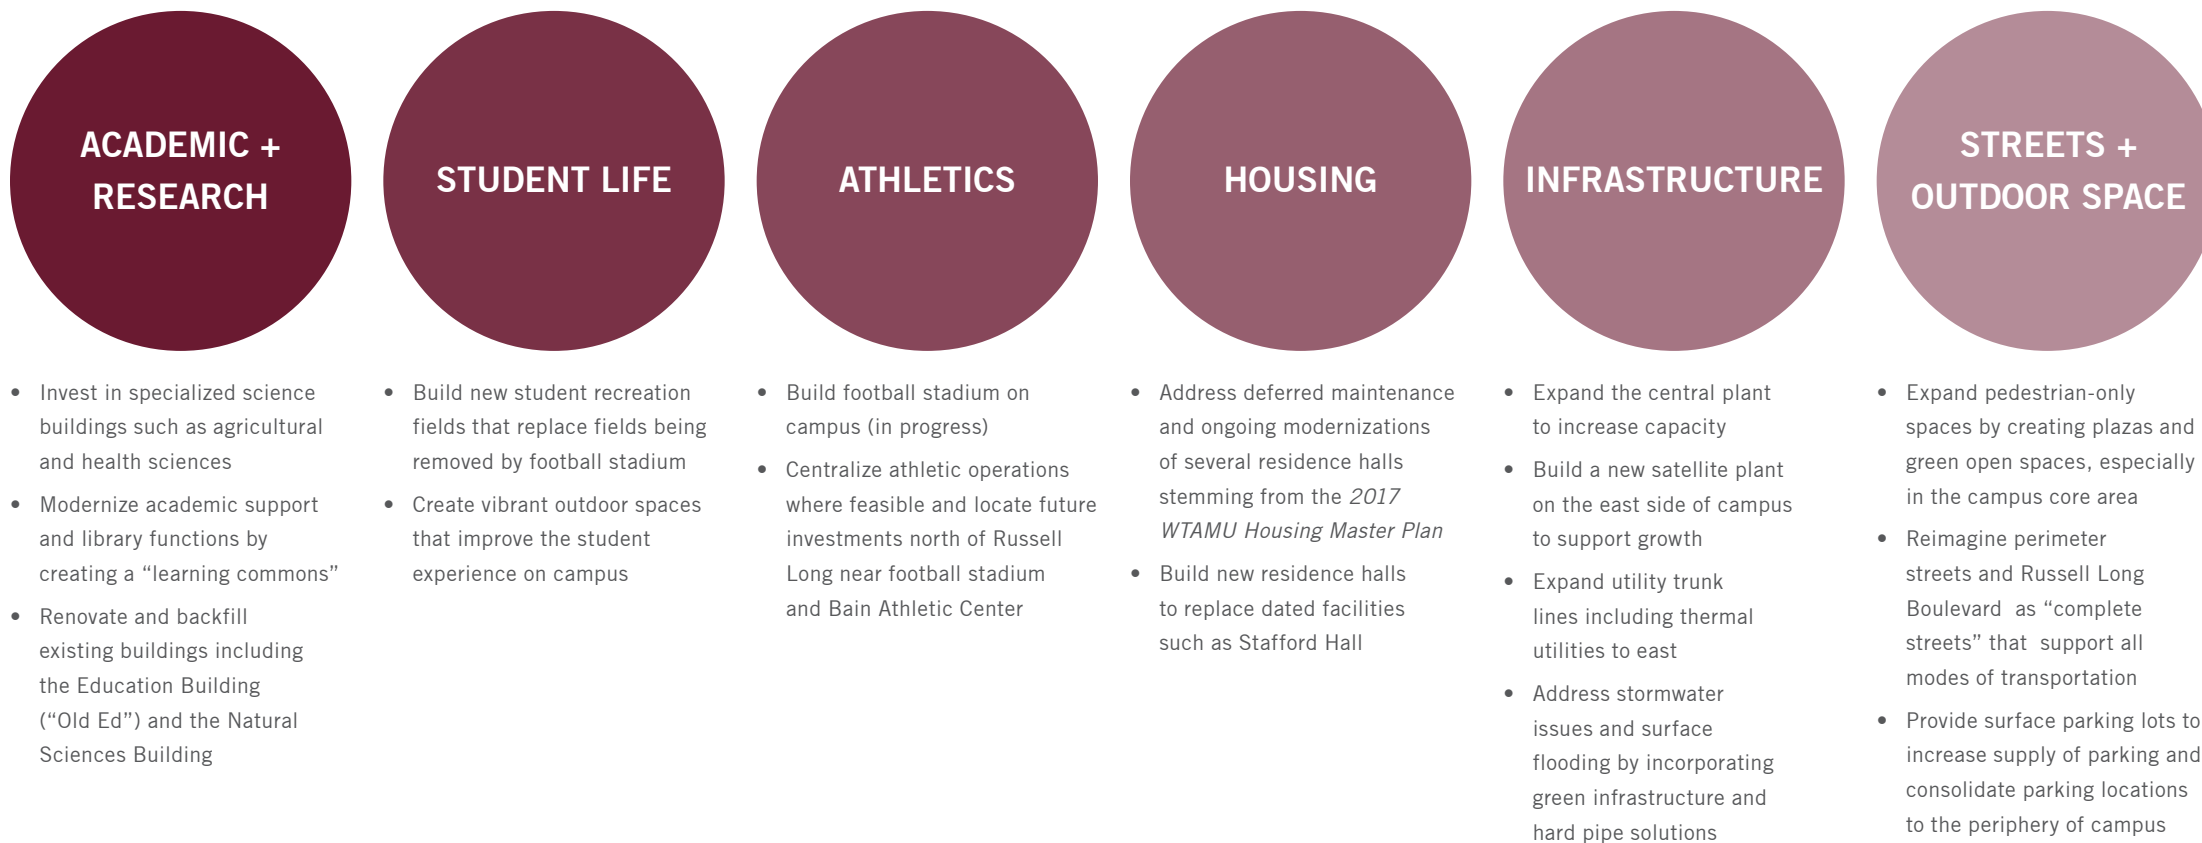 ACADEMIC +
RESEARCH
• Invest in specialized science
buildings such as agricultural
and health sciences
• Modernize academic support
and library functions by
creating a “learning commons”
• Renovate and backfill
existing buildings including
the Education Building
(“Old Ed”) and the Natural
Sciences Building
STUDENT LIFE
• Build new student recreation
fields that replace fields being
removed by football stadium
• Create vibrant outdoor spaces
that improve the student
experience on campus
ATHLETICS
• Build football stadium on
campus (in progress)
• Centralize athletic operations
where feasible and locate future
investments north of Russell
Long near football stadium
and Bain Athletic Center
HOUSING
• Address deferred maintenance
and ongoing modernizations
of several residence halls
stemming from the 2017
WTAMU Housing Master Plan
• Build new residence halls
to replace dated facilities
such as Stafford Hall
INFRASTRUCTURE
• Expand the central plant
to increase capacity
• Build a new satellite plant
on the east side of campus
to support growth
• Expand utility trunk
lines including thermal
utilities to east
• Address stormwater
issues and surface
flooding by incorporating
green infrastructure and
hard pipe solutions
STREETS +
OUTDOOR SPACE
• Expand pedestrian-only
spaces by creating plazas and
green open spaces, especially
in the campus core area
• Reimagine perimeter
streets and Russell Long
Boulevard  as “complete
streets” that  support all
modes of transportation
• Provide surface parking lots to
increase supply of parking and
consolidate parking locations
to the periphery of campus